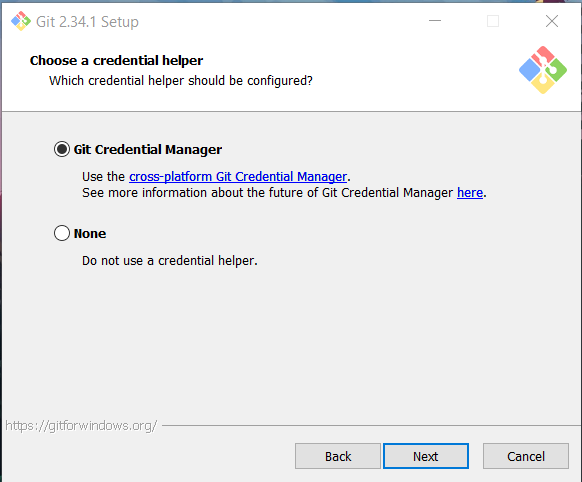 Git 2.34.1 Setup
Choose a credential helper
Which credential helper should be configured?
Git Credential Manager
Use the cross-platform Git Credential Manager.
See more information about the future of Git Credential Manager here.
None
Do not use a credential helper.
https://gitforwindows.org/
Back Next Cancel